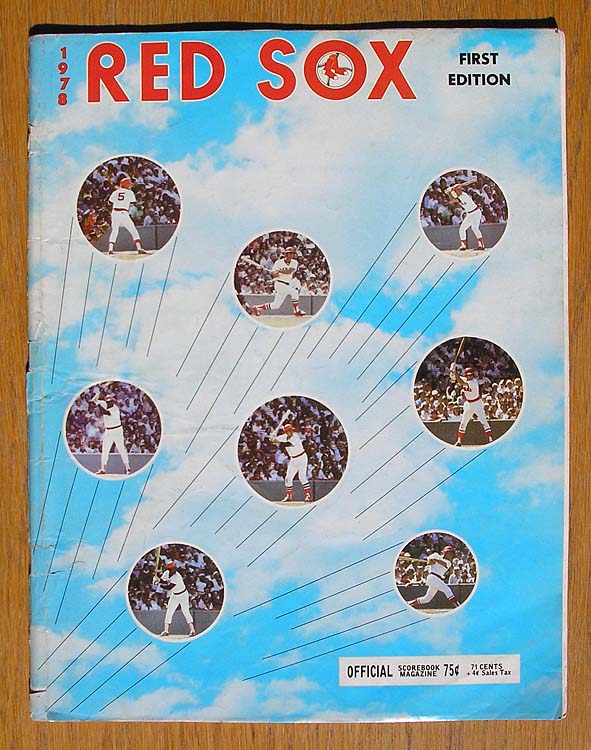 1978
RED SOX
FIRST
EDITION
5
OFFICIAL SCOREBOOK MAGAZINE 75¢ 71 CENTS + 4¢ Sales Tax